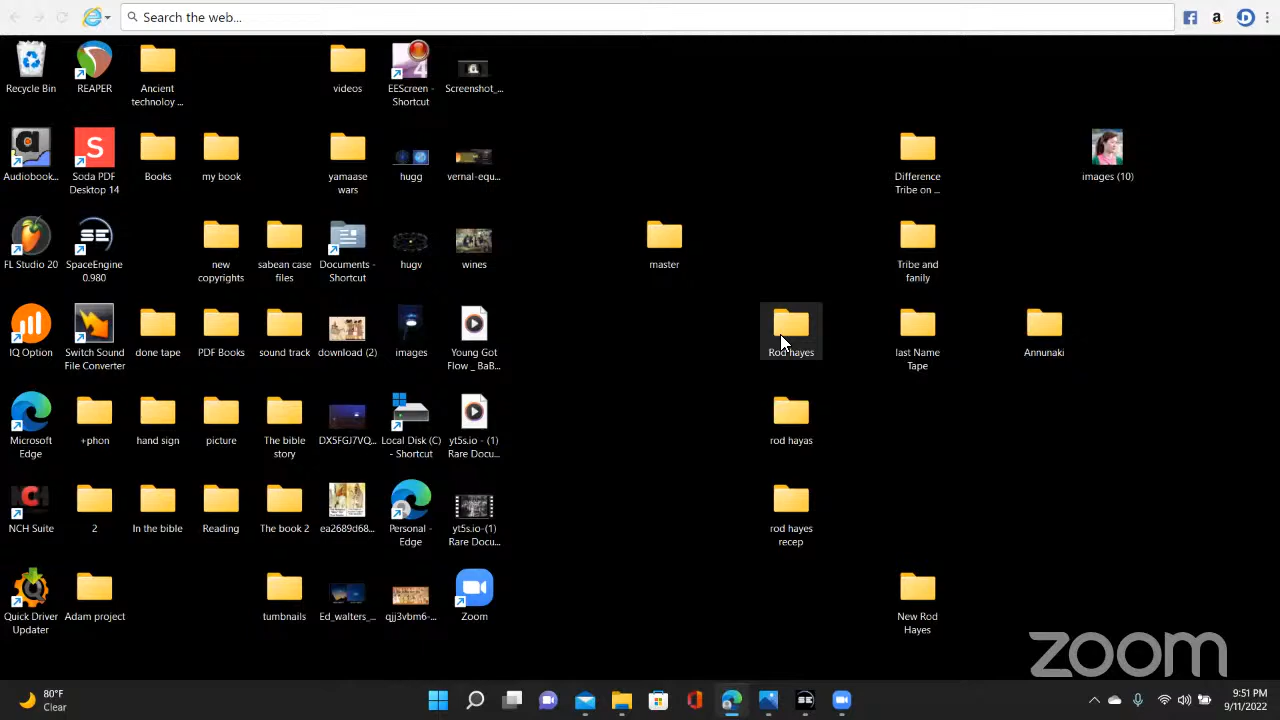 Search the web...
Recycle Bin
REAPER
Ancient
technoloy ...
videos
EEScreen -
Shortcut
Screenshot_...
Audiobook...
Soda PDF
Desktop 14
Books
my book
yamaase
wars
hugg
vernal-equ...
Difference
Tribe on ...
images (10)
FL Studio 20
SpaceEngine
0.980
new
copyrights
sabean case
files
Documents -
Shortcut
hugv
wines
master
Tribe and
fanily
IQ Option
Switch Sound
File Converter
done tape
PDF Books
sound track
download (2)
images
Young Got
Flow _ BaB...
Rod hayes
last Name
Tape
Annunaki
Microsoft
Edge
+phon
hand sign
picture
The bible
story
DX5FGJ7VQ...
Local Disk (C)
- Shortcut
yt5s.io - (1)
Rare Docu...
rod hayas
NCH Suite
2
In the bible
Reading
The book 2
ea2689d68...
Personal -
Edge
yt5s.io-(1)
Rare Docu...
rod hayes
recep
Quick Driver
Updater
Adam project
tumbnails
Ed_walters_...
qjj3vbm6-...
Zoom
New Rod
Hayes
zoom
80°F
Clear
9:51 PM
9/11/2022